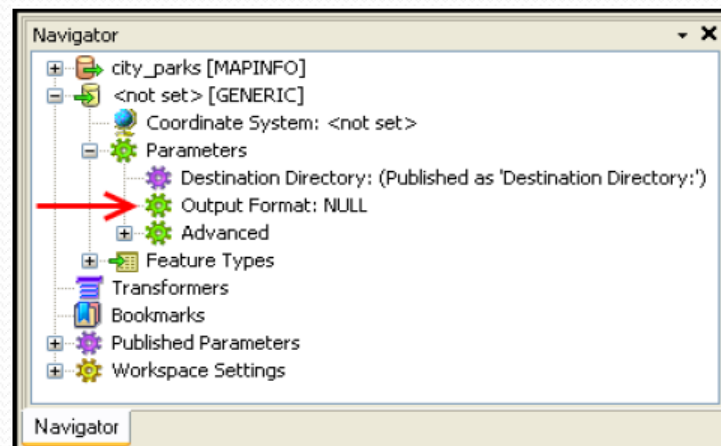 Navigator
city_parks [MAPINFO]
<not set> [GENERIC]
Coordinate System: <not set>
Parameters
Destination Directory: (Published as 'Destination Directory:')
Output Format: NULL
Advanced
Feature Types
Transformers
Bookmarks
Published Parameters
Workspace Settings
Navigator